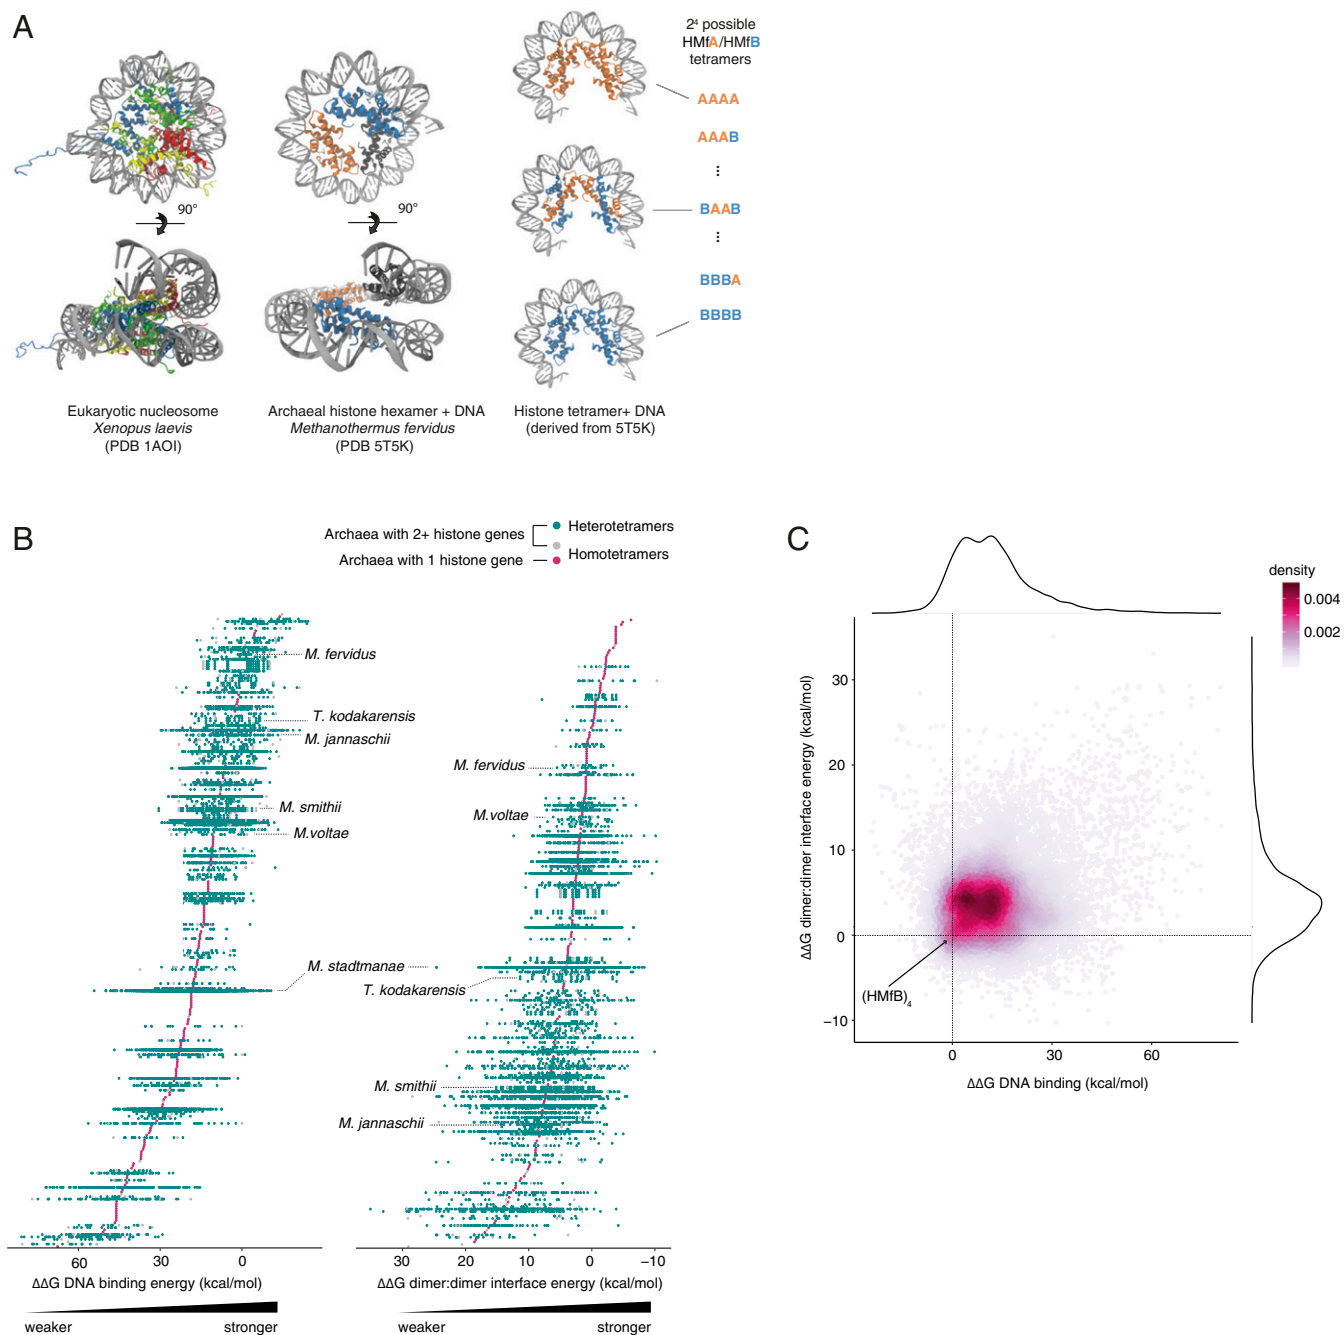 A
2⁴ possible
HMfA/HMfB
tetramers
AAAA
AAAB
⋮
BAAB
⋮
BBBA
BBBB
90°
90°
Eukaryotic nucleosome
Xenopus laevis
(PDB 1AOI)
Archaeal histone hexamer + DNA
Methanothermus fervidus
(PDB 5T5K)
Histone tetramer+ DNA
(derived from 5T5K)
B
Archaea with 2+ histone genes
Archaea with 1 histone gene
Heterotetramers
Homotetramers
M. fervidus
T. kodakarensis
M. jannaschii
M. smithii
M.voltae
M. stadtmanae
60
30
0
ΔΔG DNA binding energy (kcal/mol)
weaker
stronger
M. fervidus
M.voltae
T. kodakarensis
M. smithii
M. jannaschii
30
20
10
0
−10
ΔΔG dimer:dimer interface energy (kcal/mol)
weaker
stronger
C
density
0.004
0.002
ΔΔG dimer:dimer interface energy (kcal/mol)
30
20
10
0
−10
(HMfB)₄
0
30
60
ΔΔG DNA binding (kcal/mol)